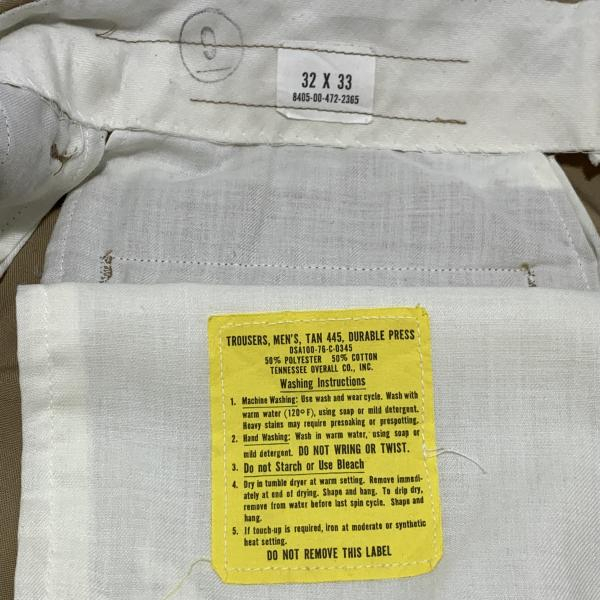 9
32 X 33
8405-00-472-2365
TROUSERS, MEN'S, TAN 445, DURABLE PRESS
DSA100-76-C-0345
50% POLYESTER 50% COTTON
TENNESSEE OVERALL CO., INC.
Washing Instructions
1. Machine Washing: Use wash and wear cycle. Wash with
warm water (120° F), using soap or mild detergent.
Heavy stains may require presoaking or prespotting.
2. Hand Washing: Wash in warm water, using soap or
mild detergent. DO NOT WRING OR TWIST.
3. Do not Starch or Use Bleach
4. Dry in tumble dryer at warm setting. Remove immedi-
ately at end of drying. Shape and hang. To drip dry,
remove from water before last spin cycle. Shape and
hang.
5. If touch-up is required, iron at moderate or synthetic
heat setting.
DO NOT REMOVE THIS LABEL